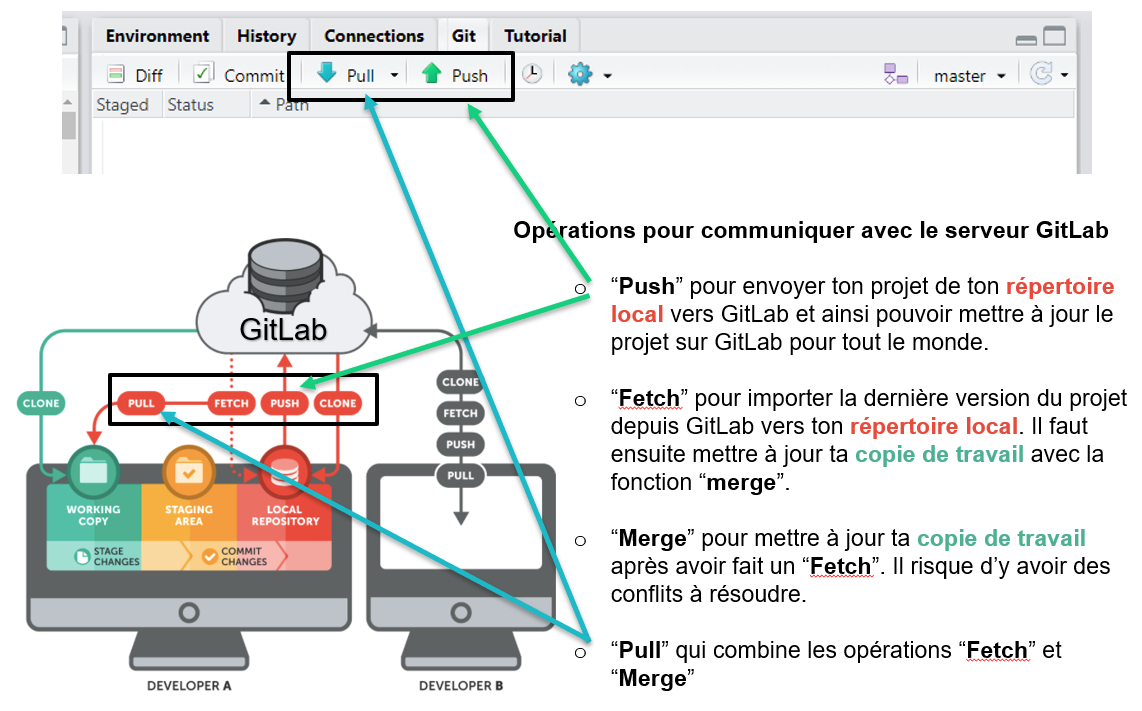 Environment History Connections Git Tutorial
Diff Commit Pull Push master
Staged Status Path
Opérations pour communiquer avec le serveur GitLab
o “Push” pour envoyer ton projet de ton répertoire
local vers GitLab et ainsi pouvoir mettre à jour le
projet sur GitLab pour tout le monde.
o “Fetch” pour importer la dernière version du projet
depuis GitLab vers ton répertoire local. Il faut
ensuite mettre à jour ta copie de travail avec la
fonction “merge”.
o “Merge” pour mettre à jour ta copie de travail
après avoir fait un “Fetch”. Il risque d’y avoir des
conflits à résoudre.
o “Pull” qui combine les opérations “Fetch” et
“Merge”
GitLab
CLONE PULL FETCH PUSH CLONE
WORKING
COPY
STAGING
AREA
LOCAL
REPOSITORY
STAGE
CHANGES
COMMIT
CHANGES
DEVELOPER A
CLONE
FETCH
PUSH
PULL
DEVELOPER B